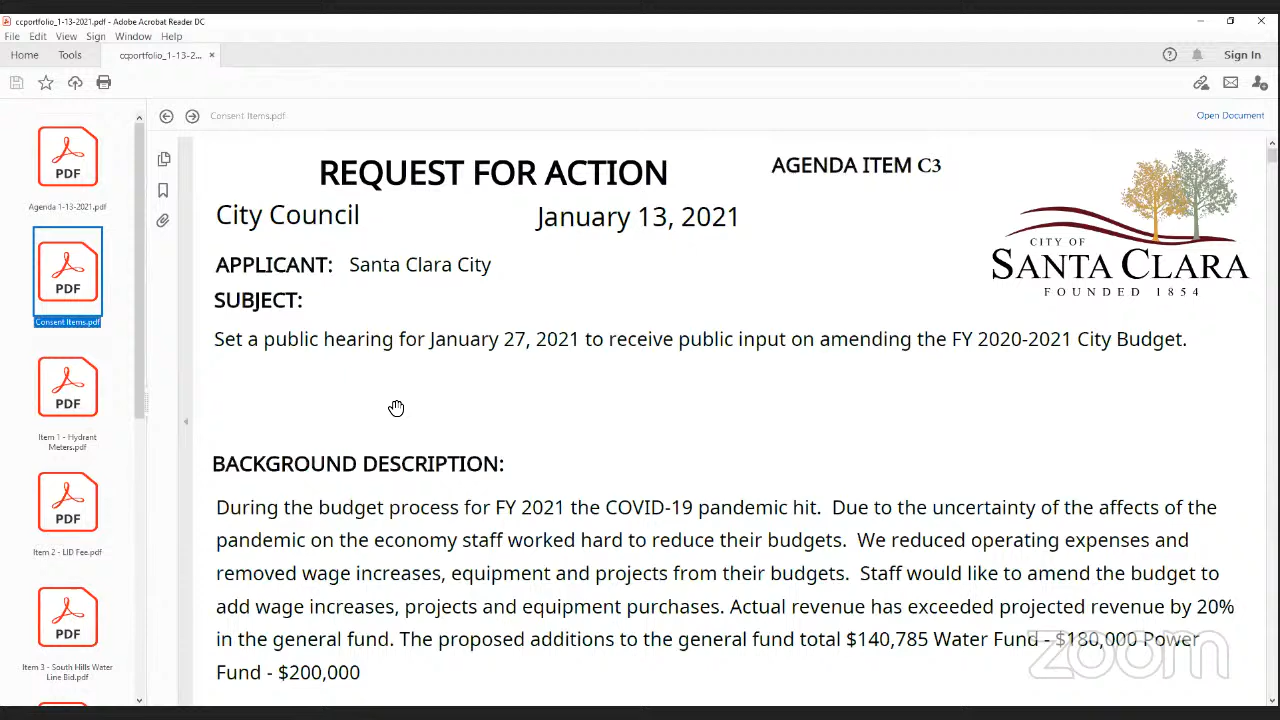 ccportfolio_1-13-2021.pdf - Adobe Acrobat Reader DC
File Edit View Sign Window Help
Home Tools ccportfolio_1-13-2... × Sign In
Consent Items.pdf Open Document
PDF
Agenda 1-13-2021.pdf
PDF
Consent Items.pdf
PDF
Item 1 - Hydrant
Meters.pdf
PDF
Item 2 - LID Fee.pdf
PDF
Item 3 - South Hills Water
Line Bid.pdf
REQUEST FOR ACTION AGENDA ITEM C3
City Council January 13, 2021
CITY OF
SANTA CLARA
FOUNDED 1854
APPLICANT: Santa Clara City
SUBJECT:
Set a public hearing for January 27, 2021 to receive public input on amending the FY 2020-2021 City Budget.
BACKGROUND DESCRIPTION:
During the budget process for FY 2021 the COVID-19 pandemic hit. Due to the uncertainty of the affects of the
pandemic on the economy staff worked hard to reduce their budgets. We reduced operating expenses and
removed wage increases, equipment and projects from their budgets. Staff would like to amend the budget to
add wage increases, projects and equipment purchases. Actual revenue has exceeded projected revenue by 20%
in the general fund. The proposed additions to the general fund total $140,785 Water Fund - $180,000 Power
Fund - $200,000
zoom